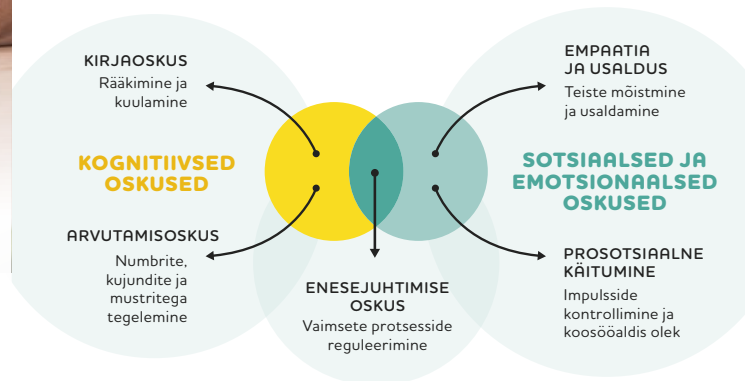 KIRJAOSKUS
Rääkimine ja
kuulamine
KOGNITIIVSED
OSKUSED
ARVUTAMISOSKUS
Numbrite,
kujundite ja
mustritega
tegelemine
ENESEJUHTIMISE
OSKUS
Vaimsete protsesside
reguleerimine
EMPAATIA
JA USALDUS
Teiste mõistmine
ja usaldamine
SOTSIAALSED JA
EMOTSIONAALSED
OSKUSED
PROSOTSIAALNE
KÄITUMINE
Impulsside
kontrollimine ja
koosööaldis olek